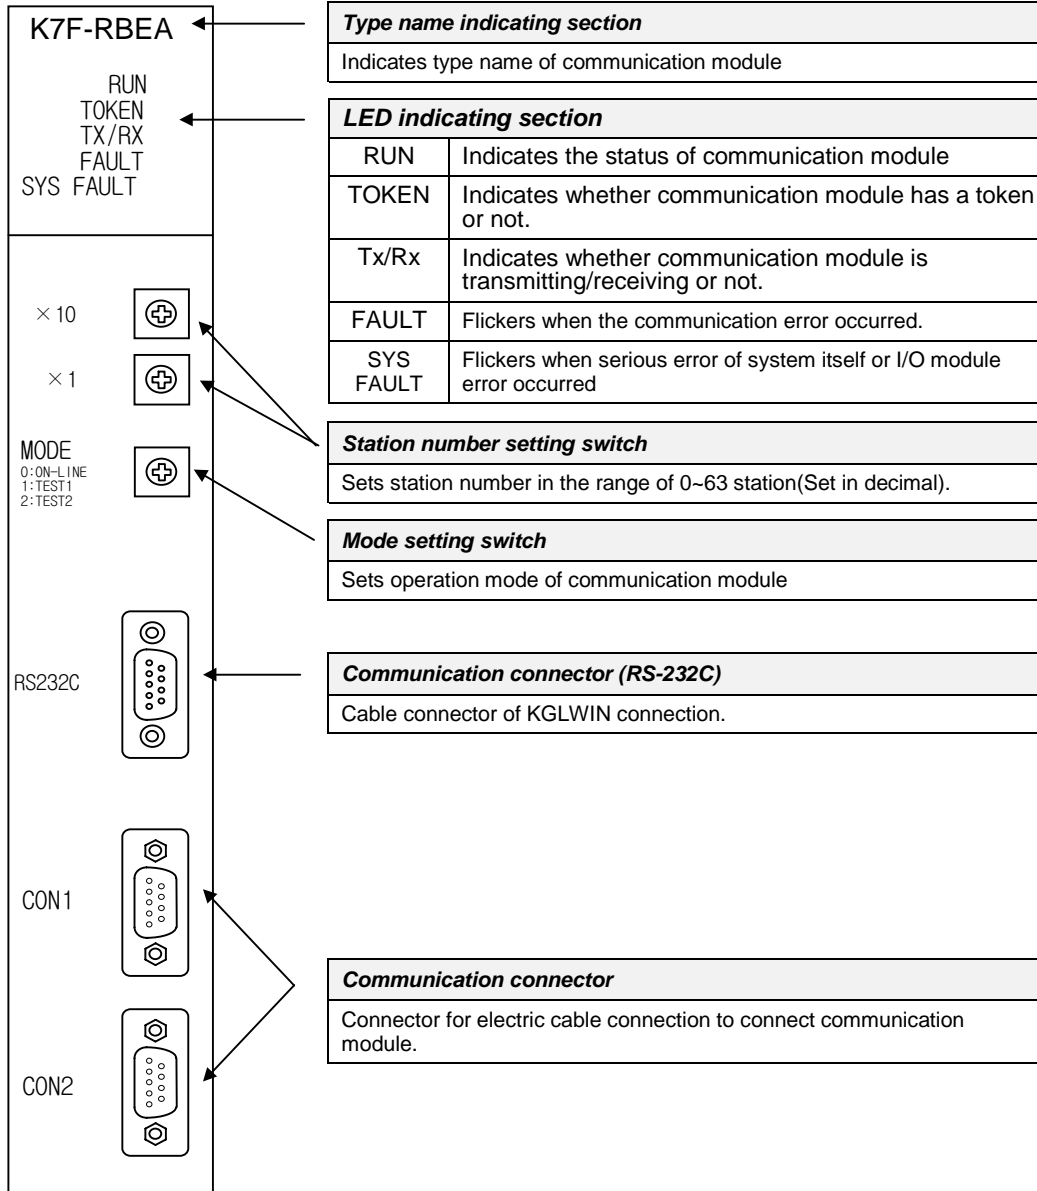 K7F-RBEA
RUN
TOKEN
TX/RX
FAULT
SYS FAULT
×10
×1
MODE
0:ON-LINE
1:TEST1
2:TEST2
RS232C
CON1
CON2
Type name indicating section
Indicates type name of communication module
LED indicating section
RUN Indicates the status of communication module
TOKEN Indicates whether communication module has a token
or not.
Tx/Rx Indicates whether communication module is
transmitting/receiving or not.
FAULT Flickers when the communication error occurred.
SYS Flickers when serious error of system itself or I/O module
FAULT error occurred
Station number setting switch
Sets station number in the range of 0~63 station(Set in decimal).
Mode setting switch
Sets operation mode of communication module
Communication connector (RS-232C)
Cable connector of KGLWIN connection.
Communication connector
Connector for electric cable connection to connect communication
module.